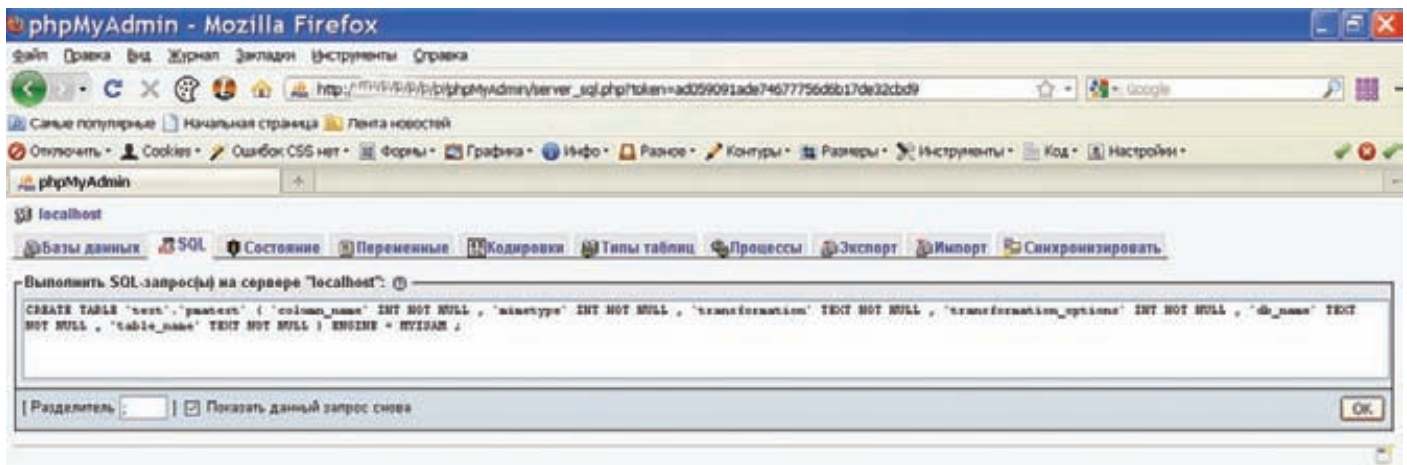 phpMyAdmin - Mozilla Firefox
Файл Правка Вид Журнал Закладки Инструменты Справка
phpMyAdmin/server_sql.php?token=ad059091ade74677756d6b17de32cbd9 Google
Самые популярные Начальная страница Лента новостей
Отключить Cookies Ошибок CSS нет Формы Графика Инфо Разное Контуры Размеры Инструменты Код Настройки
phpMyAdmin
localhost
Базы данных SQL Состояние Переменные Кодировки Типы таблиц Процессы Экспорт Импорт Синхронизировать
Выполнить SQL-запрос(ы) на сервере "localhost":
CREATE TABLE `test`.`pmatest` ( `column_name` INT NOT NULL , `mimetype` INT NOT NULL , `transformation` TEXT NOT NULL , `transformation_options` INT NOT NULL , `db_name` TEXT
NOT NULL , `table_name` TEXT NOT NULL ) ENGINE = MYISAM ;
[ Разделитель ; ] Показать данный запрос снова
OK